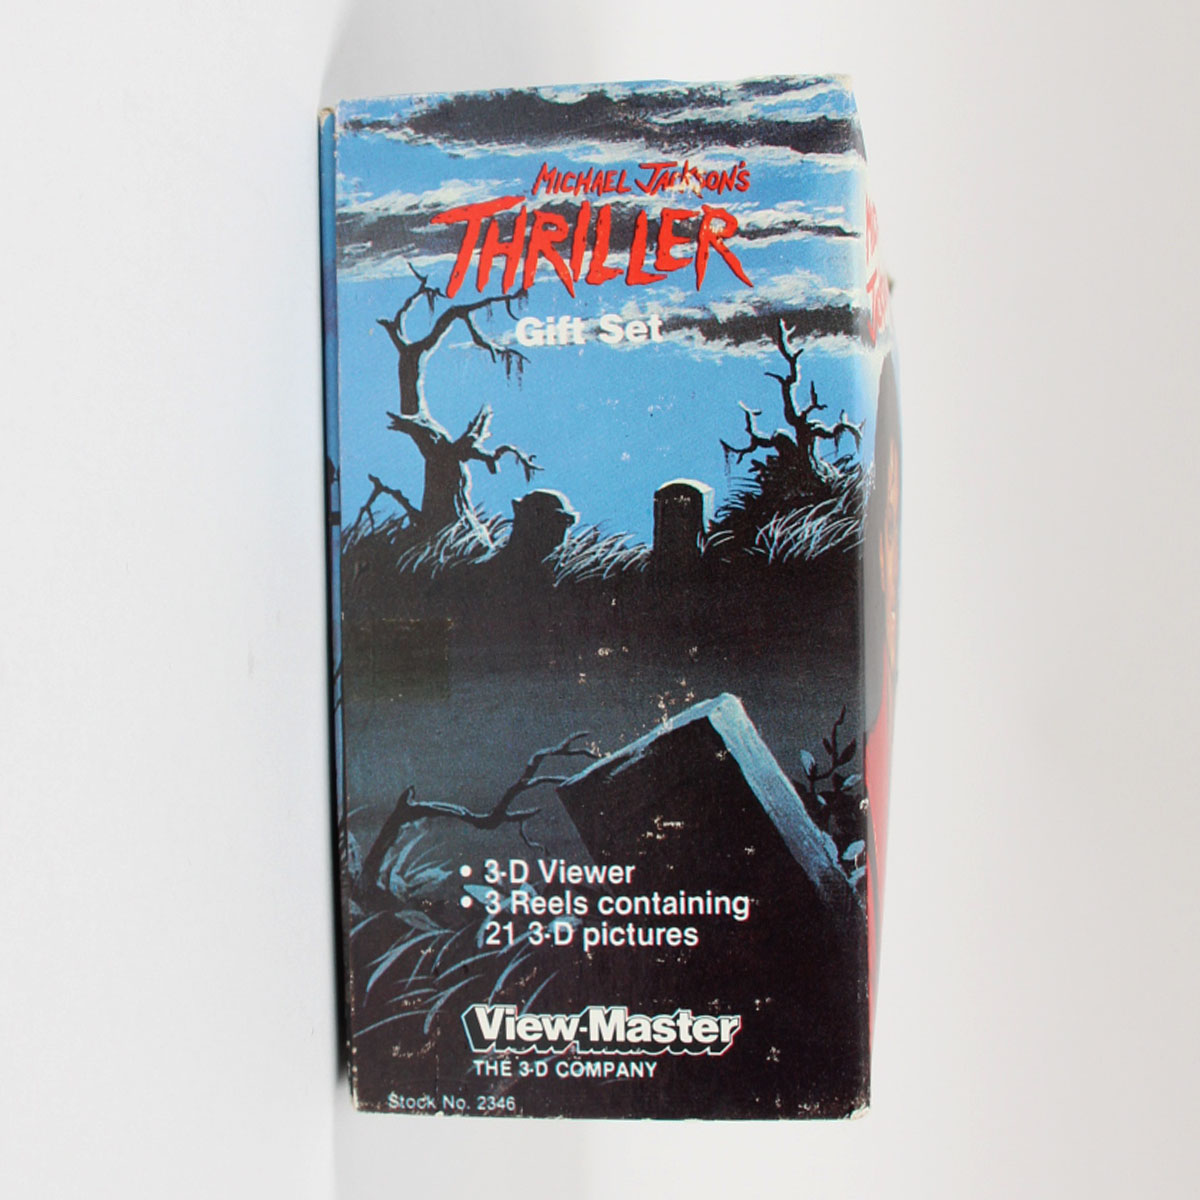 MICHAEL JACKSON'S
THRILLER
Gift Set
• 3-D Viewer
• 3 Reels containing
21 3-D pictures
View-Master
THE 3-D COMPANY
Stock No. 2346